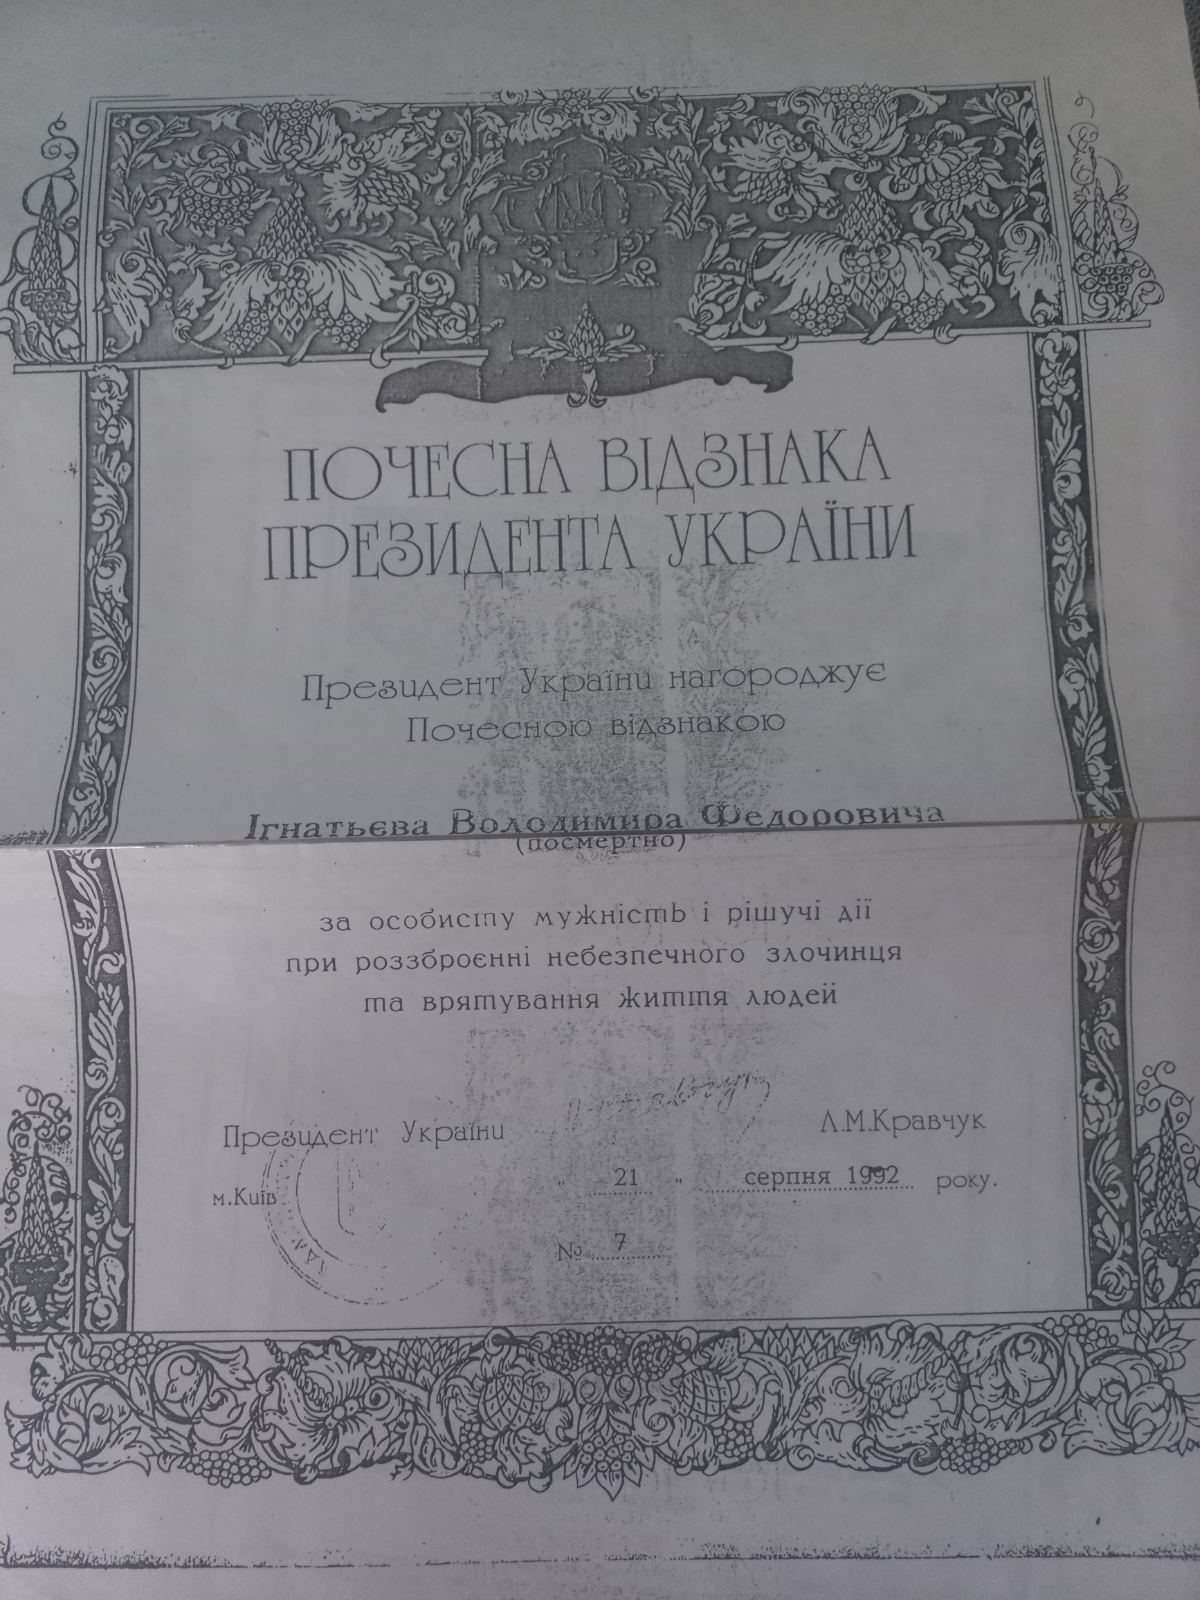 ПОЧЕСНА ВІДЗНАКА
ПРЕЗИДЕНТА УКРАЇНИ
Президент України нагороджує
Почесною відзнакою
Ігнатьєва Володимира Федоровича
(посмертно)
за особисту мужність і рішучі дії
при роззброєнні небезпечного злочинця
та врятування життя людей
Президент України Л.М.Кравчук
м.Київ " 21 " серпня 1992 року.
№ 7